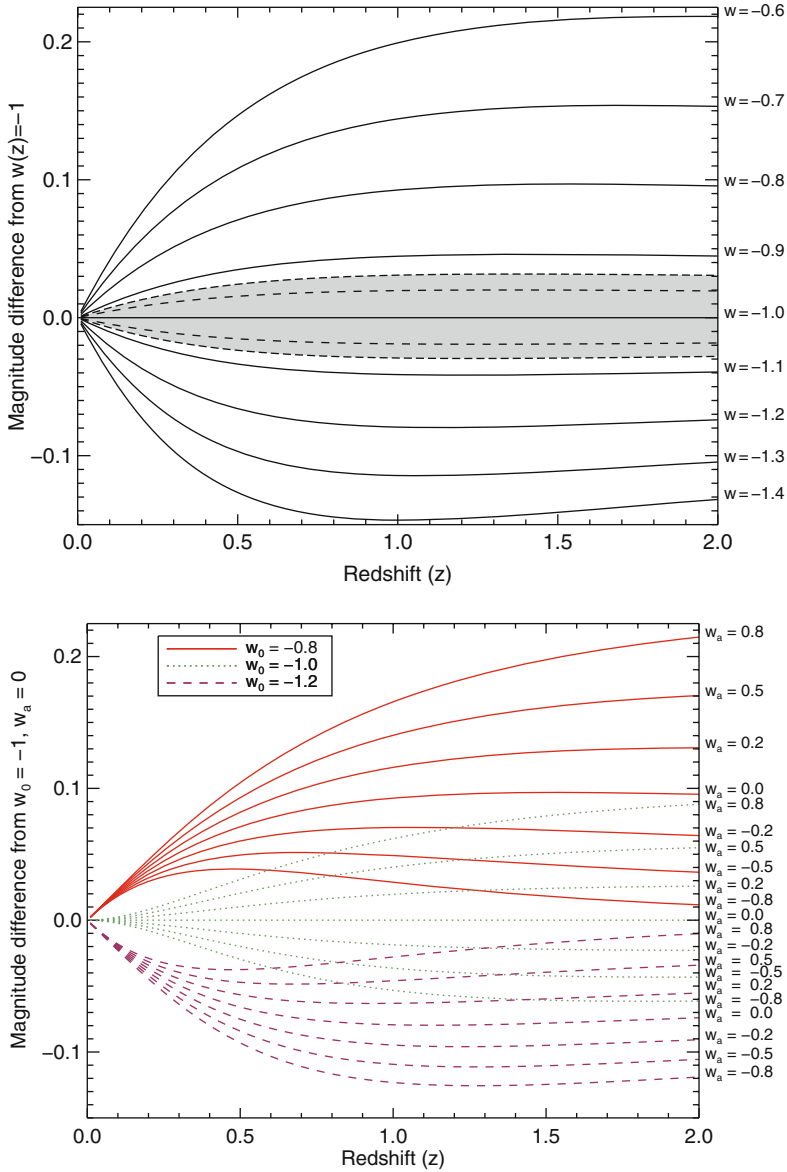 0.2
0.1
0.0
−0.1
Magnitude difference from w(z)=−1
w=−0.6
w=−0.7
w=−0.8
w=−0.9
w=−1.0
w=−1.1
w=−1.2
w=−1.3
w=−1.4
0.0 0.5 1.0 1.5 2.0
Redshift (z)
0.2
0.1
0.0
−0.1
Magnitude difference from w₀ = −1, wₐ = 0
w₀ = −0.8
w₀ = −1.0
w₀ = −1.2
wₐ = 0.8
wₐ = 0.5
wₐ = 0.2
wₐ = 0.0
wₐ = 0.8
wₐ = −0.2
wₐ = 0.5
wₐ = −0.5
wₐ = 0.2
wₐ = −0.8
wₐ = 0.0
wₐ = 0.8
wₐ = −0.2
wₐ = 0.5
wₐ = −0.5
wₐ = 0.2
wₐ = −0.8
wₐ = 0.0
wₐ = −0.2
wₐ = −0.5
wₐ = −0.8
0.0 0.5 1.0 1.5 2.0
Redshift (z)